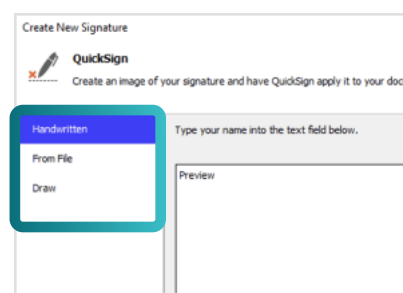 Create New Signature
QuickSign
Create an image of your signature and have QuickSign apply it to your doc
Handwritten
From File
Draw
Type your name into the text field below.
Preview